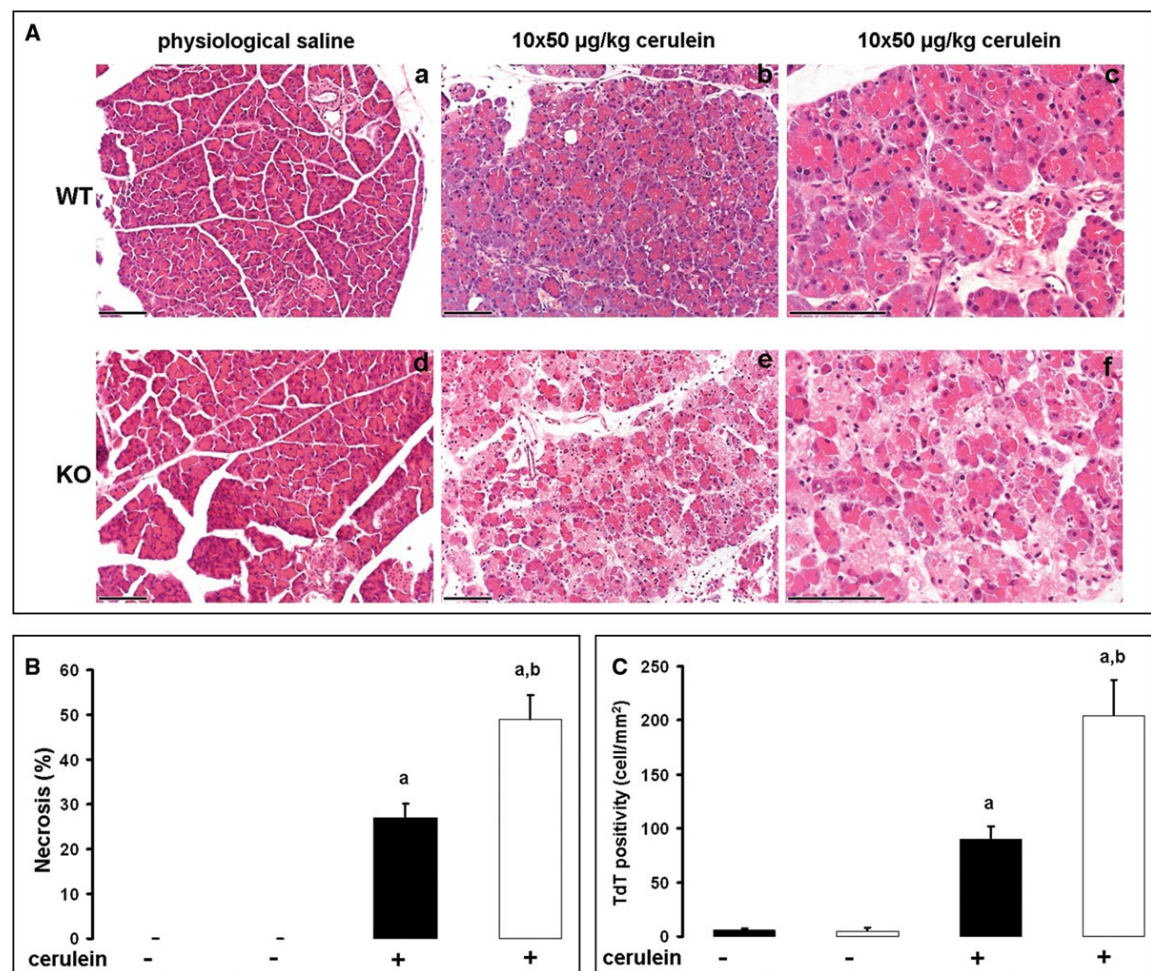 A
physiological saline
10x50 µg/kg cerulein
10x50 µg/kg cerulein
a
b
c
WT
d
e
f
KO
B
Necrosis (%)
60
50
40
30
20
10
0
a
a,b
cerulein - - + +
C
TdT positivity (cell/mm²)
250
200
150
100
50
0
a
a,b
cerulein - - + +